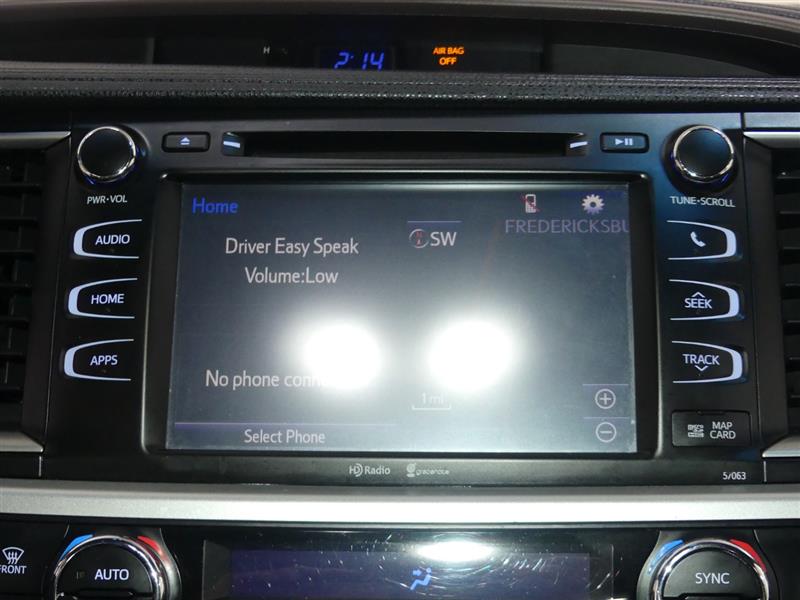 H
2:14
AIR BAG
OFF
PWR•VOL
TUNE•SCROLL
AUDIO
HOME
APPS
Home
FREDERICKSBU
SW
Driver Easy Speak
Volume:Low
No phone
1 mi
Select Phone
SEEK
TRACK
MAP
CARD
HD Radio
gracenote
5/063
FRONT
AUTO
SYNC